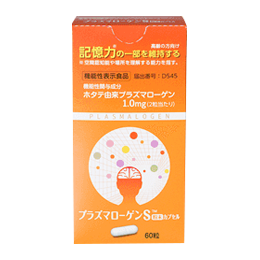 高齢の方向け
記憶力※の一部を維持する
※空間認知能や場所を理解する能力を指す。
機能性表示食品 届出番号：D545
機能性関与成分
ホタテ由来プラズマローゲン
1.0mg(2粒当たり)
PLASMALOGEN
プラズマローゲンS
カプセル
60粒